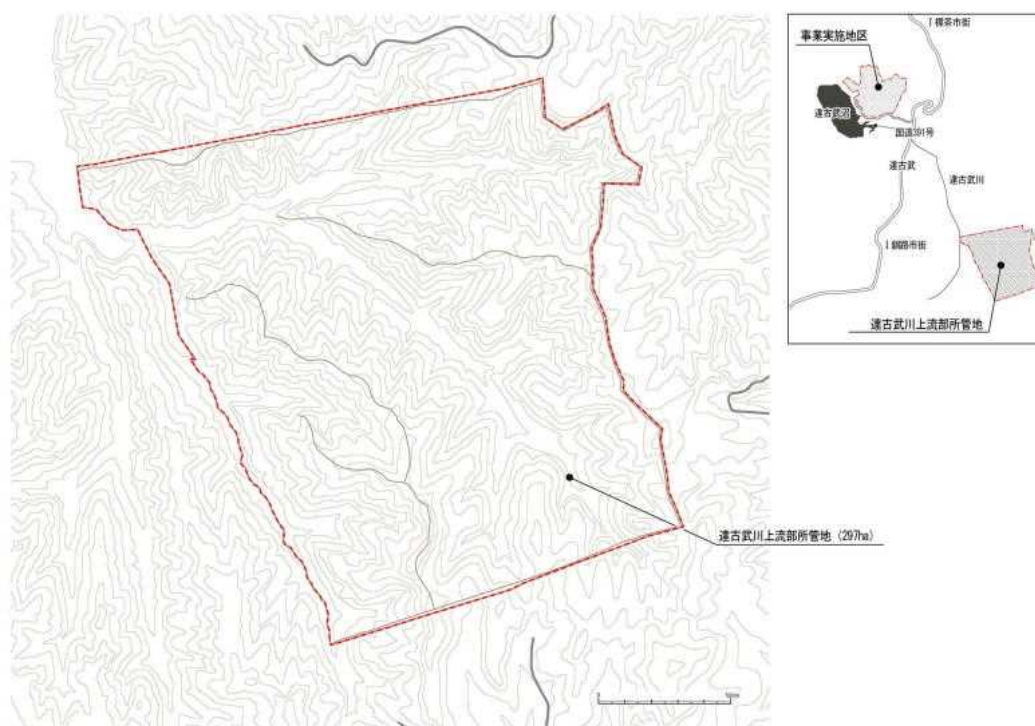 達古武川上流部所管地 (297ha)
事業実施地区
至標茶市街
達古武沼
国道391号
達古武
達古武川
至釧路市街
達古武川上流部所管地